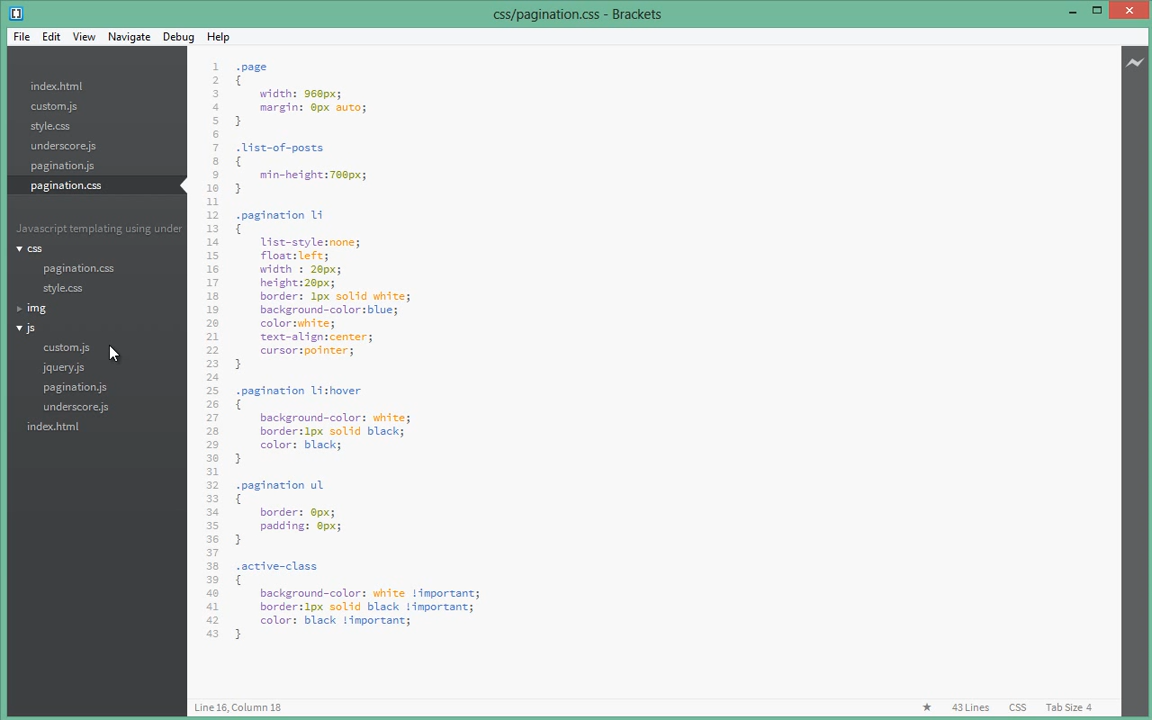 css/pagination.css - Brackets
File Edit View Navigate Debug Help
index.html
custom.js
style.css
underscore.js
pagination.js
pagination.css
Javascript templating using under
css
pagination.css
style.css
img
js
custom.js
jquery.js
pagination.js
underscore.js
index.html
1 .page
2 {
3 width: 960px;
4 margin: 0px auto;
5 }
6
7 .list-of-posts
8 {
9 min-height:700px;
10 }
11
12 .pagination li
13 {
14 list-style:none;
15 float:left;
16 width : 20px;
17 height:20px;
18 border: 1px solid white;
19 background-color:blue;
20 color:white;
21 text-align:center;
22 cursor:pointer;
23 }
24
25 .pagination li:hover
26 {
27 background-color: white;
28 border:1px solid black;
29 color: black;
30 }
31
32 .pagination ul
33 {
34 border: 0px;
35 padding: 0px;
36 }
37
38 .active-class
39 {
40 background-color: white !important;
41 border:1px solid black !important;
42 color: black !important;
43 }
Line 16, Column 18 43 Lines CSS Tab Size 4